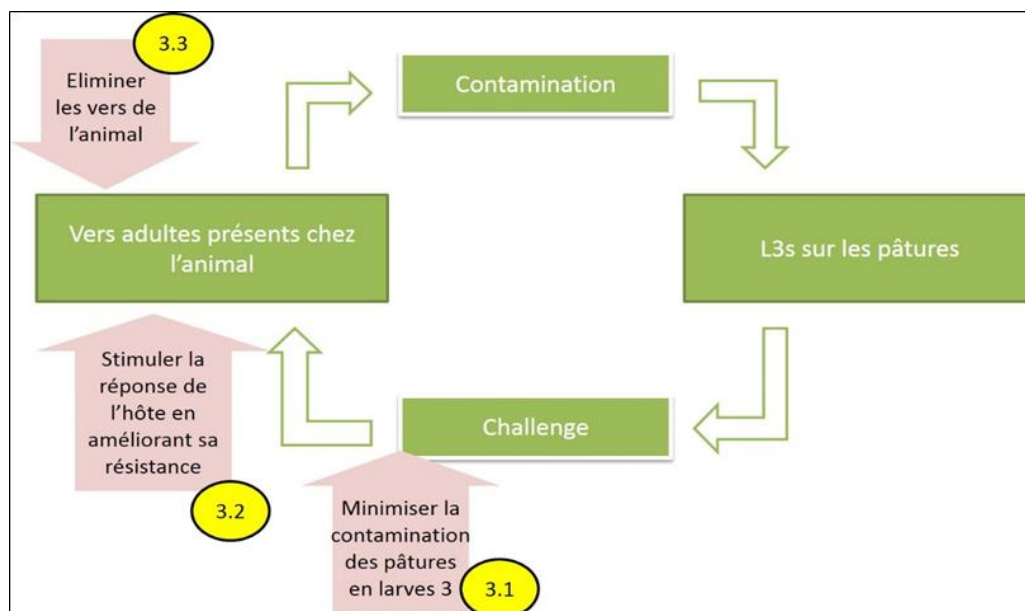 3.3
Eliminer
les vers de
l'animal
Contamination
Vers adultes présents chez
l'animal
L3s sur les pâtures
Stimuler la
réponse de
l'hôte en
améliorant sa
résistance
3.2
Challenge
Minimiser la
contamination
des pâtures
en larves 3
3.1